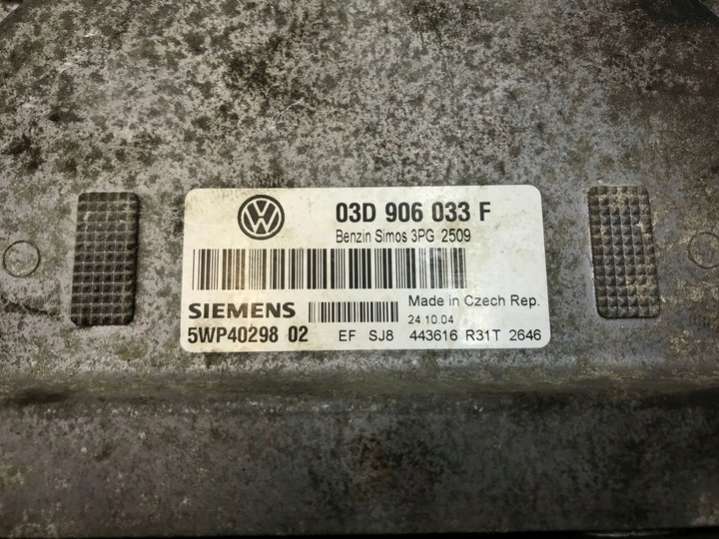 VW
03D 906 033 F
Benzin Simos 3PG 2509
SIEMENS
Made in Czech Rep.
24.10.04
5WP40298 02 EF SJ8 443616 R31T 2646